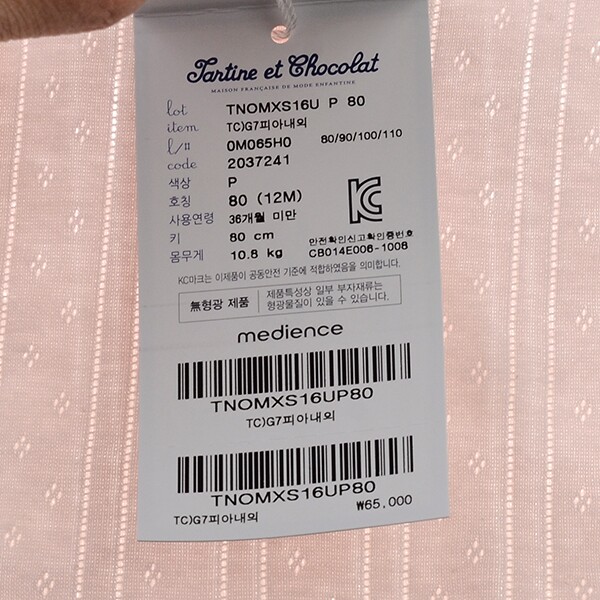 Tartine et Chocolat
MAISON FRANÇAISE DE MODE ENFANTINE
lot TNOMXS16U P 80
item TC)G7피아내의
l/# 0M065H0 80/90/100/110
code 2037241
색상 P
호칭 80 (12M)
사용연령 36개월 미만
키 80 cm
몸무게 10.8 kg
안전확인신고확인증번호
CB014E006-1008
KC마크는 이제품이 공동안전 기준에 적합하였음을 의미합니다.
無형광 제품
제품특성상 일부 부자재류는
형광물질이 있을 수 있습니다.
medience
TNOMXS16UP80
TC)G7피아내의
TNOMXS16UP80
TC)G7피아내의 ₩65,000